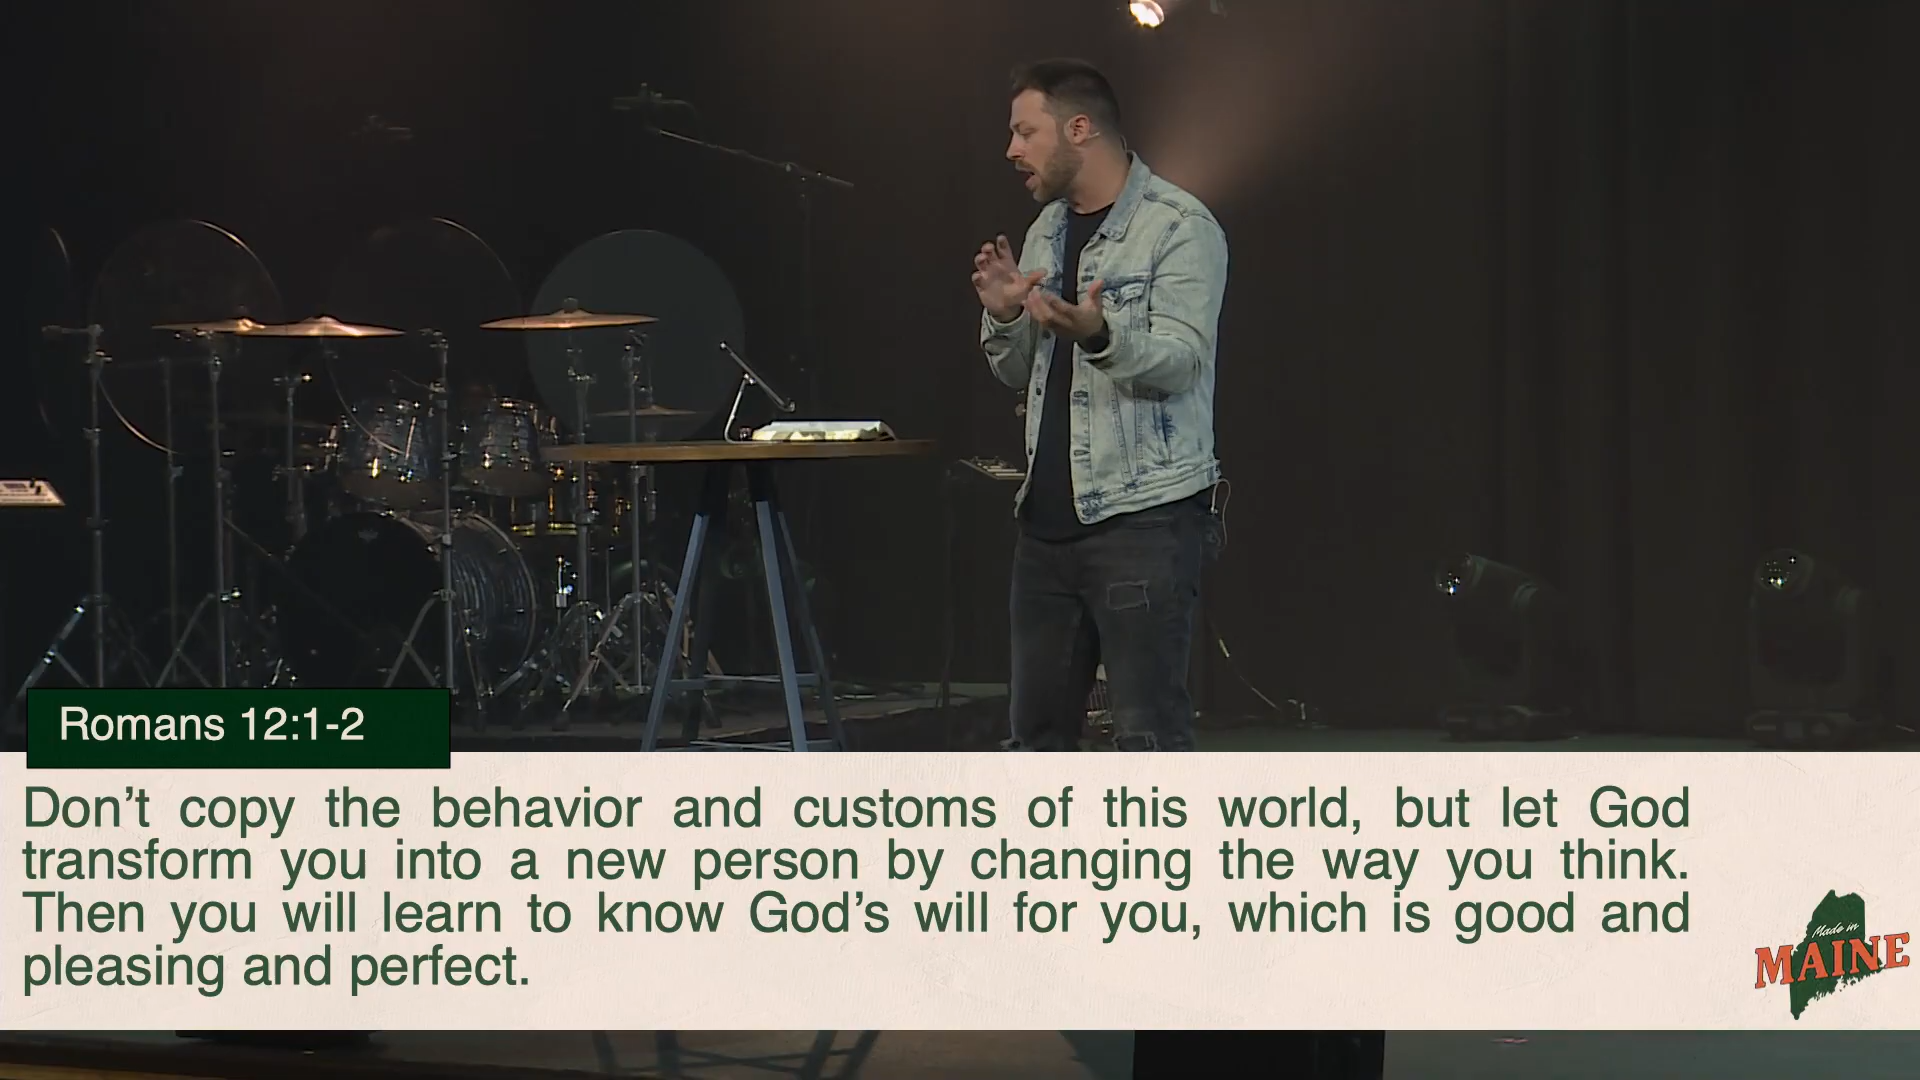 Romans 12:1-2
Don’t copy the behavior and customs of this world, but let God
transform you into a new person by changing the way you think.
Then you will learn to know God’s will for you, which is good and
pleasing and perfect.
Made in
MAINE